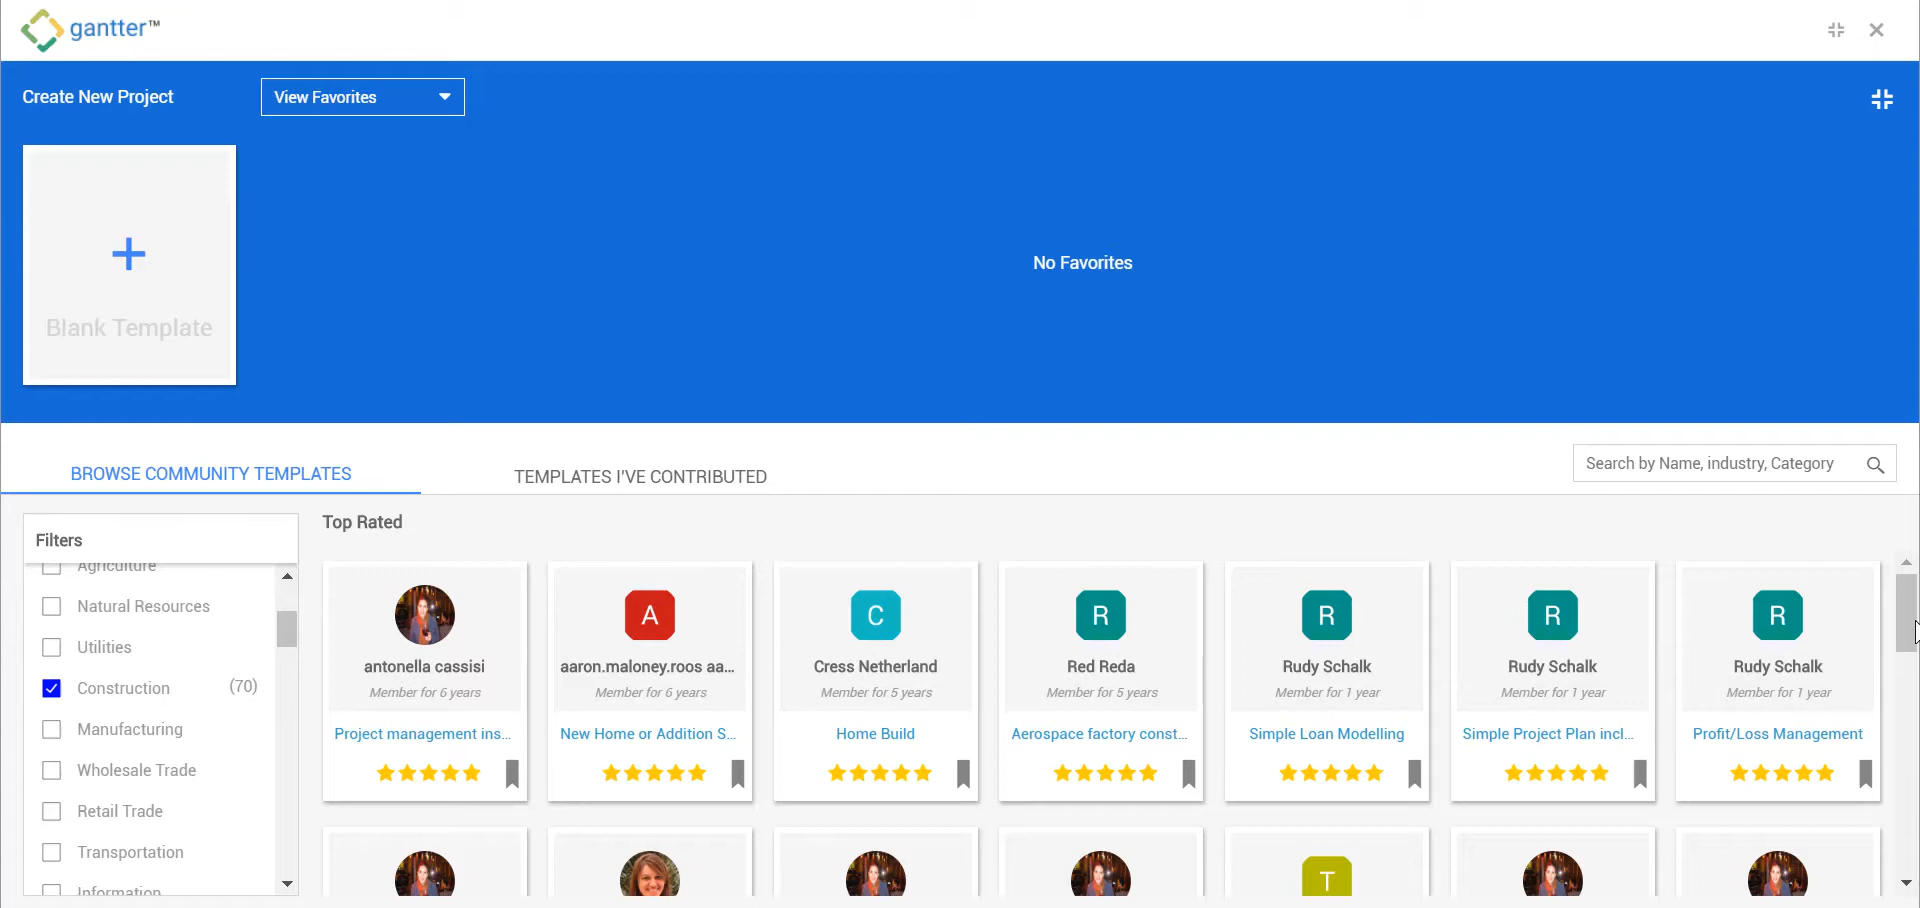 gantter™
Create New Project
View Favorites
Blank Template
No Favorites
BROWSE COMMUNITY TEMPLATES
TEMPLATES I'VE CONTRIBUTED
Search by Name, industry, Category
Filters
Agriculture
Natural Resources
Utilities
Construction (70)
Manufacturing
Wholesale Trade
Retail Trade
Transportation
Information
Top Rated
antonella cassisi
Member for 6 years
Project management ins...
A
aaron.maloney.roos aa...
Member for 6 years
New Home or Addition S...
C
Cress Netherland
Member for 5 years
Home Build
R
Red Reda
Member for 5 years
Aerospace factory const...
R
Rudy Schalk
Member for 1 year
Simple Loan Modelling
R
Rudy Schalk
Member for 1 year
Simple Project Plan incl...
R
Rudy Schalk
Member for 1 year
Profit/Loss Management
T